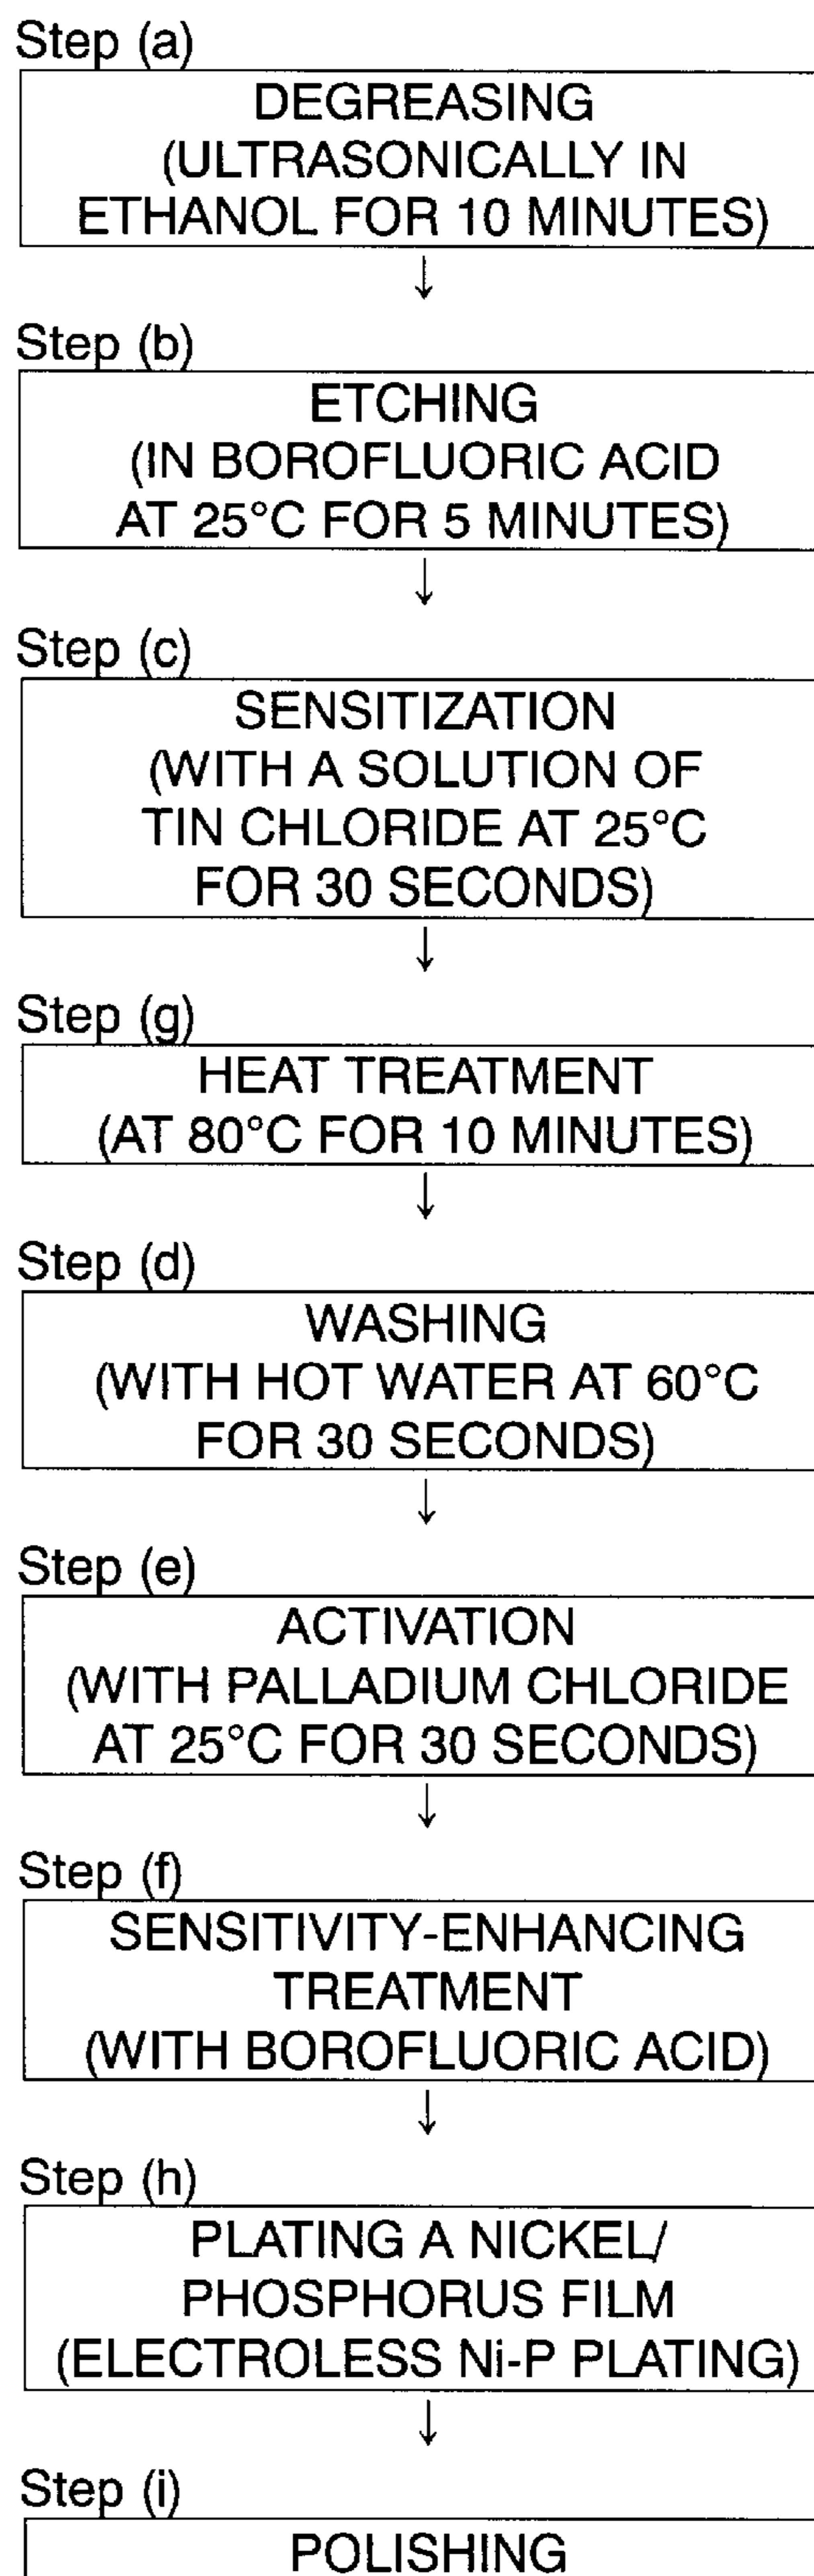 Step (a)
DEGREASING
(ULTRASONICALLY IN
ETHANOL FOR 10 MINUTES)
↓
Step (b)
ETCHING
(IN BOROFLUORIC ACID
AT 25°C FOR 5 MINUTES)
↓
Step (c)
SENSITIZATION
(WITH A SOLUTION OF
TIN CHLORIDE AT 25°C
FOR 30 SECONDS)
↓
Step (g)
HEAT TREATMENT
(AT 80°C FOR 10 MINUTES)
↓
Step (d)
WASHING
(WITH HOT WATER AT 60°C
FOR 30 SECONDS)
↓
Step (e)
ACTIVATION
(WITH PALLADIUM CHLORIDE
AT 25°C FOR 30 SECONDS)
↓
Step (f)
SENSITIVITY-ENHANCING
TREATMENT
(WITH BOROFLUORIC ACID)
↓
Step (h)
PLATING A NICKEL/
PHOSPHORUS FILM
(ELECTROLESS Ni-P PLATING)
↓
Step (i)
POLISHING